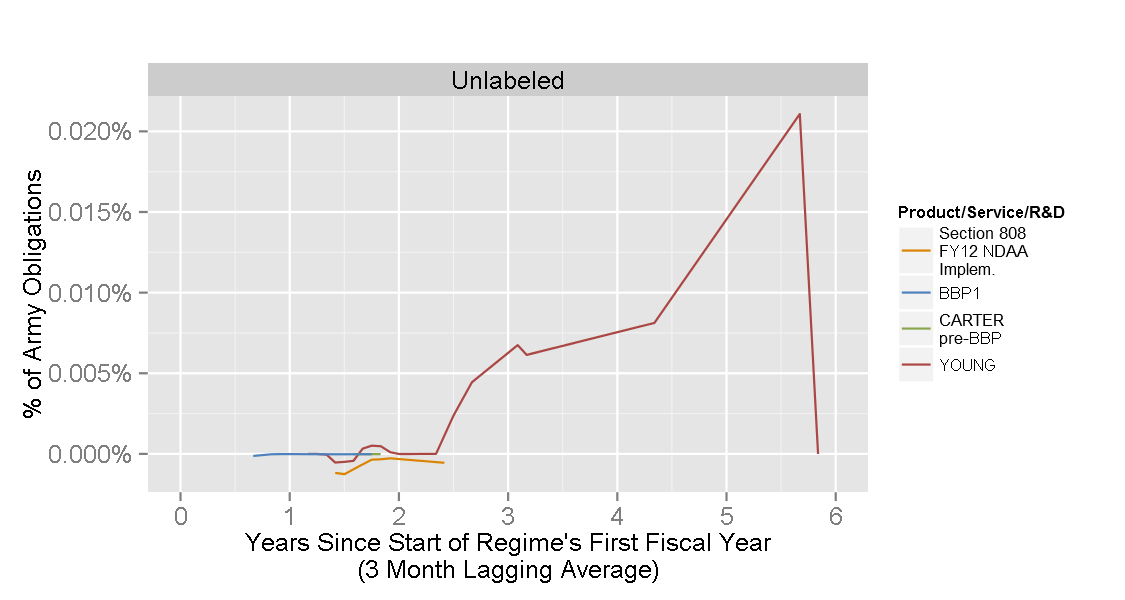 Unlabeled
% of Army Obligations
0.020%
0.015%
0.010%
0.005%
0.000%
0
1
2
3
4
5
6
Years Since Start of Regime's First Fiscal Year
(3 Month Lagging Average)
Product/Service/R&D
Section 808
FY12 NDAA
Implem.
BBP1
CARTER
pre-BBP
YOUNG